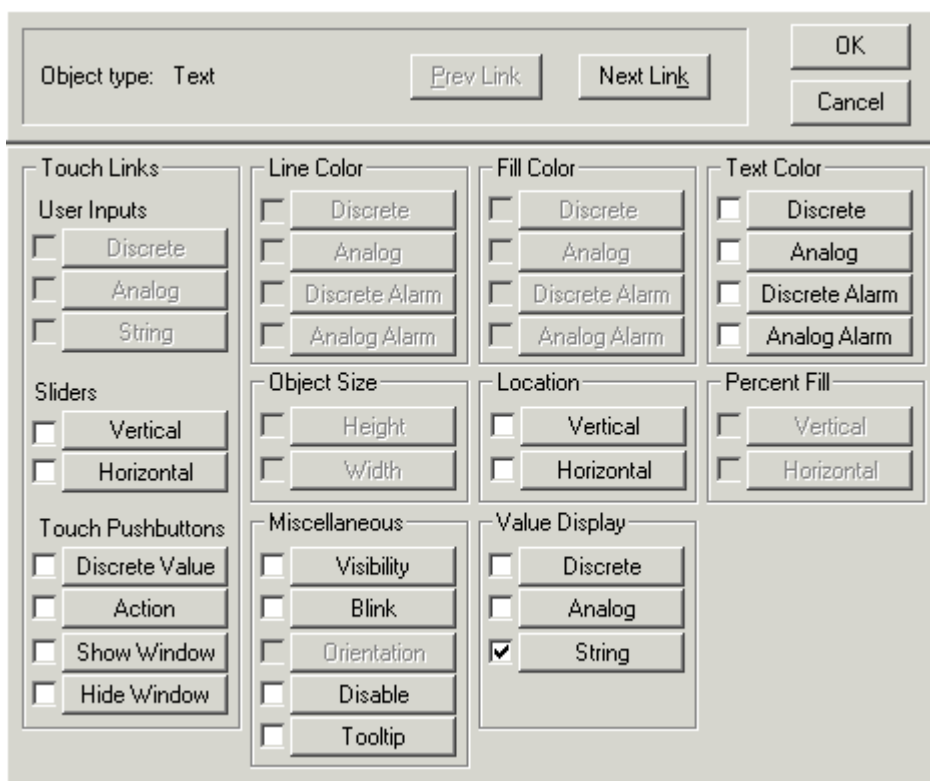 Object type: Text
Prev Link
Next Link
OK
Cancel
Touch Links
User Inputs
Discrete
Analog
String
Sliders
Vertical
Horizontal
Touch Pushbuttons
Discrete Value
Action
Show Window
Hide Window
Line Color
Discrete
Analog
Discrete Alarm
Analog Alarm
Object Size
Height
Width
Miscellaneous
Visibility
Blink
Orientation
Disable
Tooltip
Fill Color
Discrete
Analog
Discrete Alarm
Analog Alarm
Location
Vertical
Horizontal
Value Display
Discrete
Analog
String
Text Color
Discrete
Analog
Discrete Alarm
Analog Alarm
Percent Fill
Vertical
Horizontal